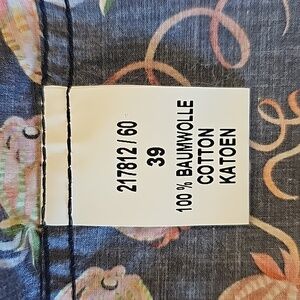 217812 / 60
39
100 % BAUMWOLLE
COTTON
KATOEN